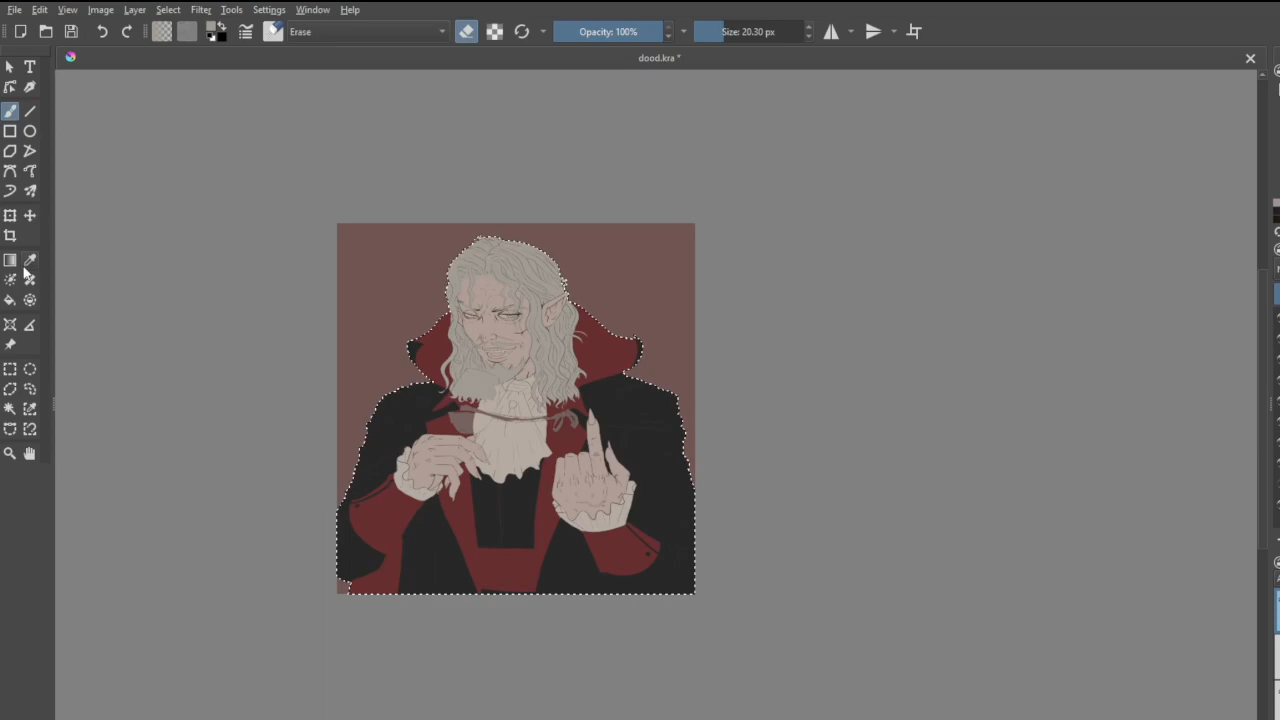 File Edit View Image Layer Select Filter Tools Settings Window Help
Erase Opacity: 100% Size: 20.30 px
dood.kra *